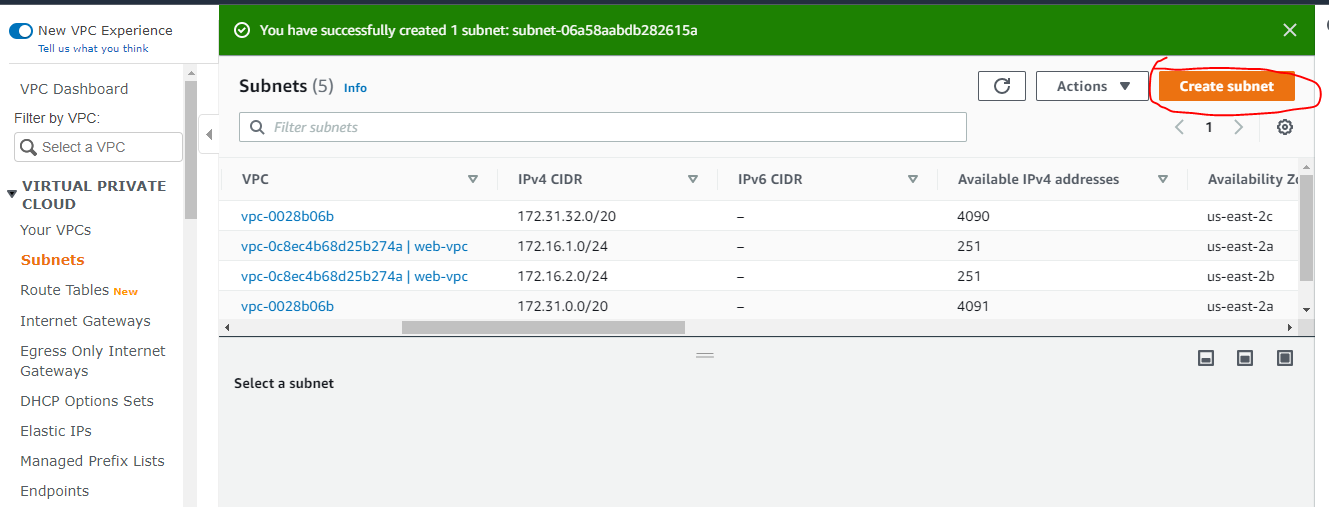 New VPC Experience
Tell us what you think
VPC Dashboard
Filter by VPC:
Select a VPC
VIRTUAL PRIVATE
CLOUD
Your VPCs
Subnets
Route Tables New
Internet Gateways
Egress Only Internet
Gateways
DHCP Options Sets
Elastic IPs
Managed Prefix Lists
Endpoints
You have successfully created 1 subnet: subnet-06a58aabdb282615a
Subnets (5) Info
Actions
Create subnet
Filter subnets
1
VPC IPv4 CIDR IPv6 CIDR Available IPv4 addresses Availability Zo
vpc-0028b06b 172.31.32.0/20 – 4090 us-east-2c
vpc-0c8ec4b68d25b274a | web-vpc 172.16.1.0/24 – 251 us-east-2a
vpc-0c8ec4b68d25b274a | web-vpc 172.16.2.0/24 – 251 us-east-2b
vpc-0028b06b 172.31.0.0/20 – 4091 us-east-2a
Select a subnet